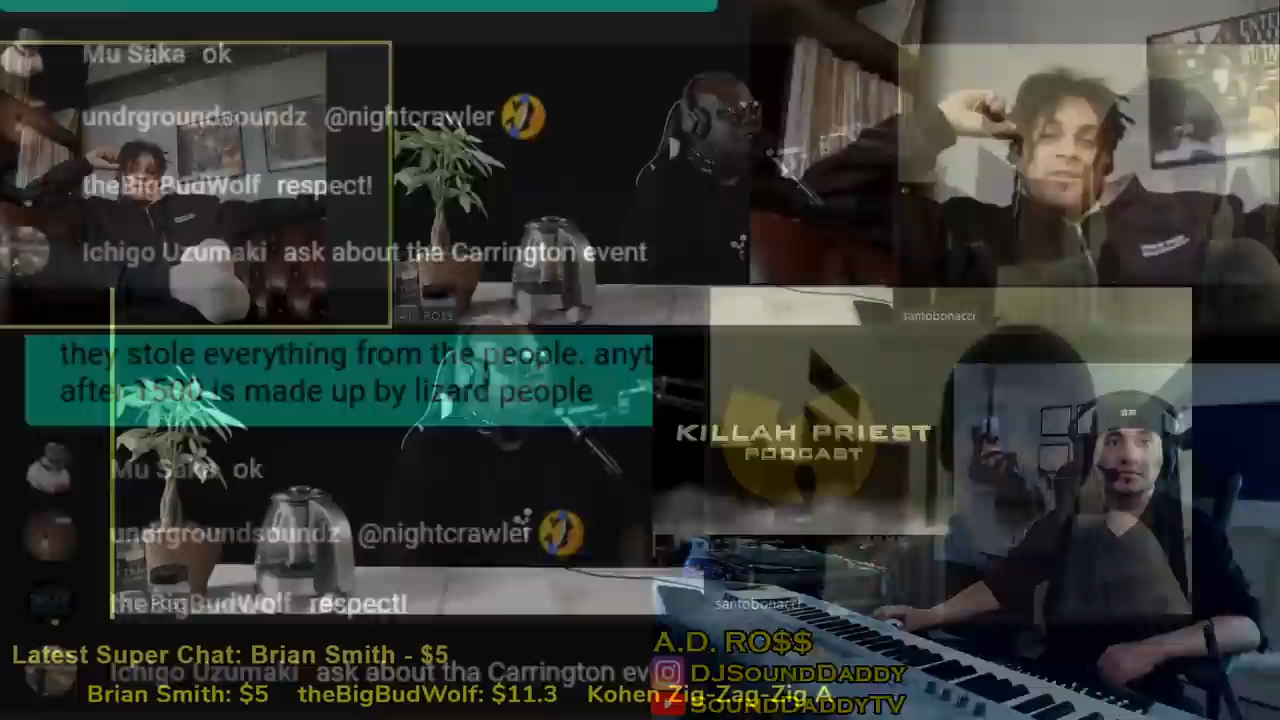 Mu Saka ok
undrgroundsoundz @nightcrawler
theBigBudWolf respect!
Ichigo Uzumaki ask about tha Carrington event
A.D. ROSS
santobonacci
they stole everything from the people. anyt
after 1500 is made up by lizard people
KILLAH PRIEST
PODCAST
Mu Saka ok
undrgroundsoundz @nightcrawler
theBigBudWolf respect!
santobonacci
Latest Super Chat: Brian Smith - $5
A.D. RO$$
Ichigo Uzumaki ask about tha Carrington ev
DJSOUNDDADDY
Brian Smith: $5 theBigBudWolf: $11.3 Kohen Zig-Zag-Zig A
SOUNDDADDYTV